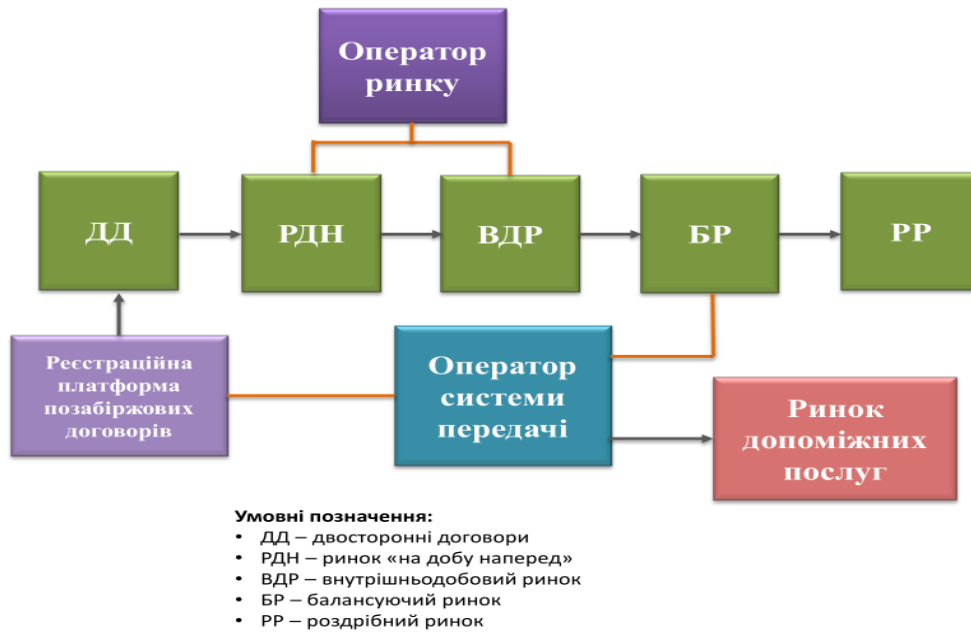 Оператор
ринку
ДД
РДН
ВДР
БР
РР
Реєстраційна
платформа
позабіржових
договорів
Оператор
системи
передачі
Ринок
допоміжних
послуг
Умовні позначення:
• ДД – двосторонні договори
• РДН – ринок «на добу наперед»
• ВДР – внутрішньодобовий ринок
• БР – балансуючий ринок
• РР – роздрібний ринок